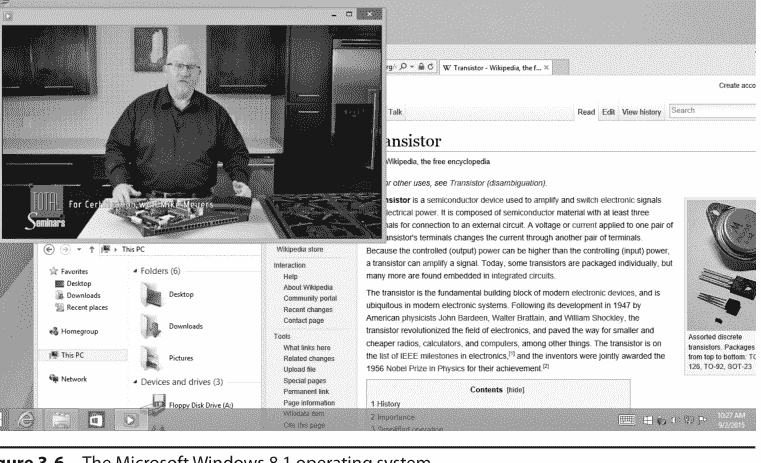 TOTAL
Seminars
For Certification with Mike Meyers
rg/
W Transistor - Wikipedia, the f...
Create acco
Talk
Read Edit View history
Search
ansistor
Wikipedia, the free encyclopedia
or other uses, see Transistor (disambiguation).
nsistor is a semiconductor device used to amplify and switch electronic signals
lectrical power. It is composed of semiconductor material with at least three
nals for connection to an external circuit. A voltage or current applied to one pair of
ansistor's terminals changes the current through another pair of terminals.
Because the controlled (output) power can be higher than the controlling (input) power,
a transistor can amplify a signal. Today, some transistors are packaged individually, but
many more are found embedded in integrated circuits.
The transistor is the fundamental building block of modern electronic devices, and is
ubiquitous in modern electronic systems. Following its development in 1947 by
American physicists John Bardeen, Walter Brattain, and William Shockley, the
transistor revolutionized the field of electronics, and paved the way for smaller and
cheaper radios, calculators, and computers, among other things. The transistor is on
the list of IEEE milestones in electronics,[1] and the inventors were jointly awarded the
1956 Nobel Prize in Physics for their achievement.[2]
Contents [hide]
1 History
2 Importance
3 Simplified operation
Assorted discrete
transistors. Packages
from top to bottom: TO
126, TO-92, SOT-23
This PC
Favorites
Desktop
Downloads
Recent places
Homegroup
This PC
Network
Folders (6)
Desktop
Downloads
Pictures
Devices and drives (3)
Floppy Disk Drive (A:)
Wikipedia store
Interaction
Help
About Wikipedia
Community portal
Recent changes
Contact page
Tools
What links here
Related changes
Upload file
Special pages
Permanent link
Page information
Wikidata item
Cite this page
10:27 AM
9/2/2015
gure 3-6 The Microsoft Windows 8.1 operating system